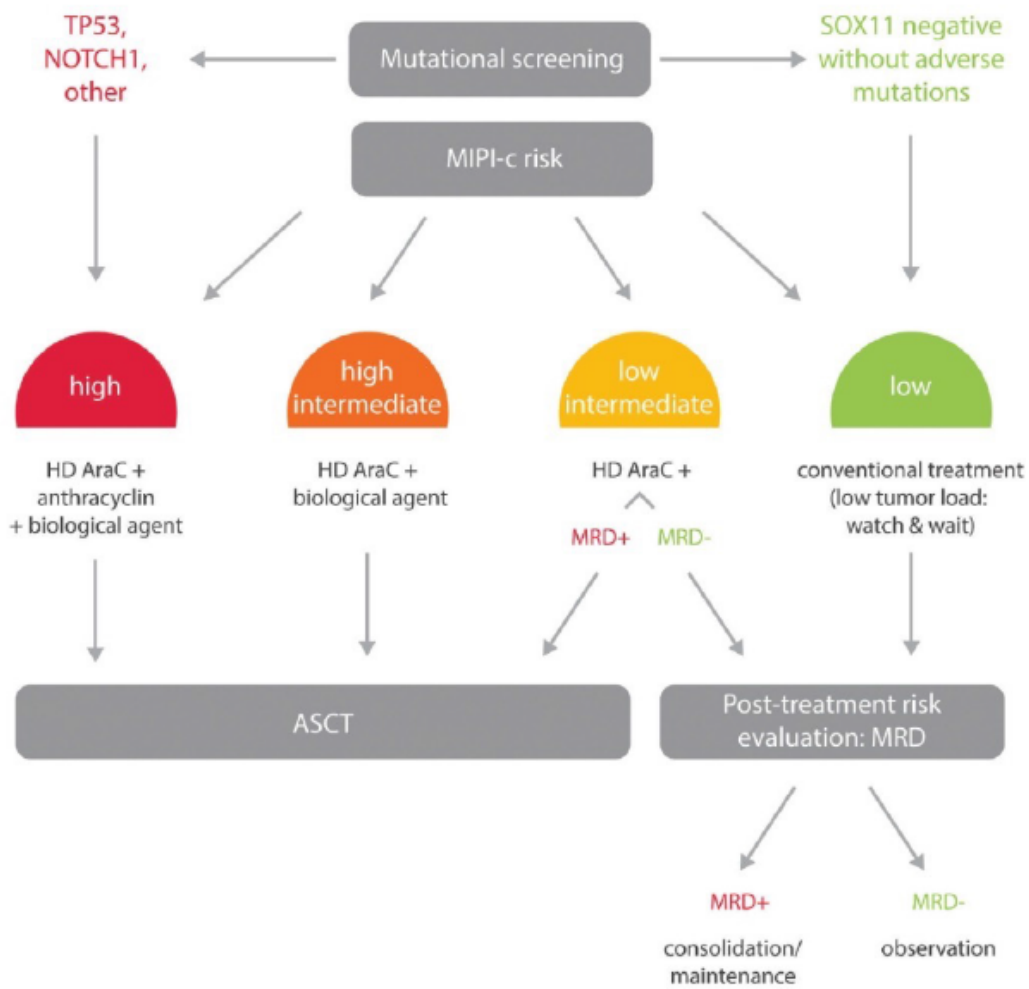 TP53,
NOTCH1,
other
Mutational screening
SOX11 negative
without adverse
mutations
MIPI-c risk
high
high
intermediate
low
intermediate
low
HD AraC +
anthracyclin
+ biological agent
HD AraC +
biological agent
HD AraC +
MRD+ MRD-
conventional treatment
(low tumor load:
watch & wait)
ASCT
Post-treatment risk
evaluation: MRD
MRD+
consolidation/
maintenance
MRD-
observation